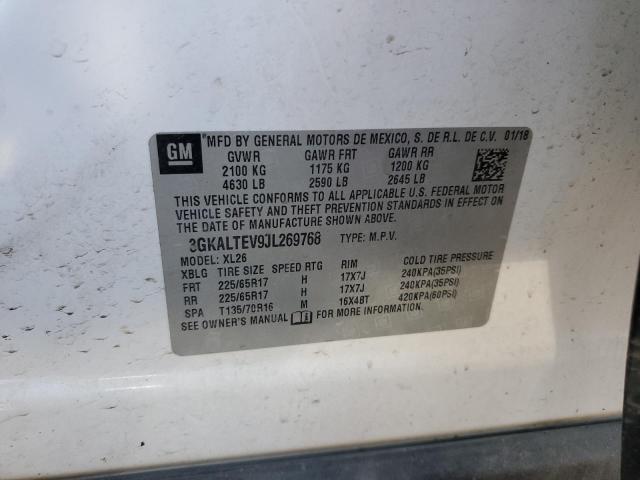 GM
MFD BY GENERAL MOTORS DE MEXICO, S. DE R.L. DE C.V. 01/18
GVWR GAWR FRT GAWR RR
2100 KG 1175 KG 1200 KG
4630 LB 2590 LB 2645 LB
THIS VEHICLE CONFORMS TO ALL APPLICABLE U.S. FEDERAL MOTOR
VEHICLE SAFETY AND THEFT PREVENTION STANDARDS IN EFFECT ON
THE DATE OF MANUFACTURE SHOWN ABOVE.
3GKALTEV9JL269768 TYPE: M.P.V.
MODEL: XL26
XBLG TIRE SIZE SPEED RTG RIM COLD TIRE PRESSURE
FRT 225/65R17 H 17X7J 240KPA(35PSI)
RR 225/65R17 H 17X7J 240KPA(35PSI)
SPA T135/70R16 M 16X4BT 420KPA(60PSI)
SEE OWNER'S MANUAL FOR MORE INFORMATION.